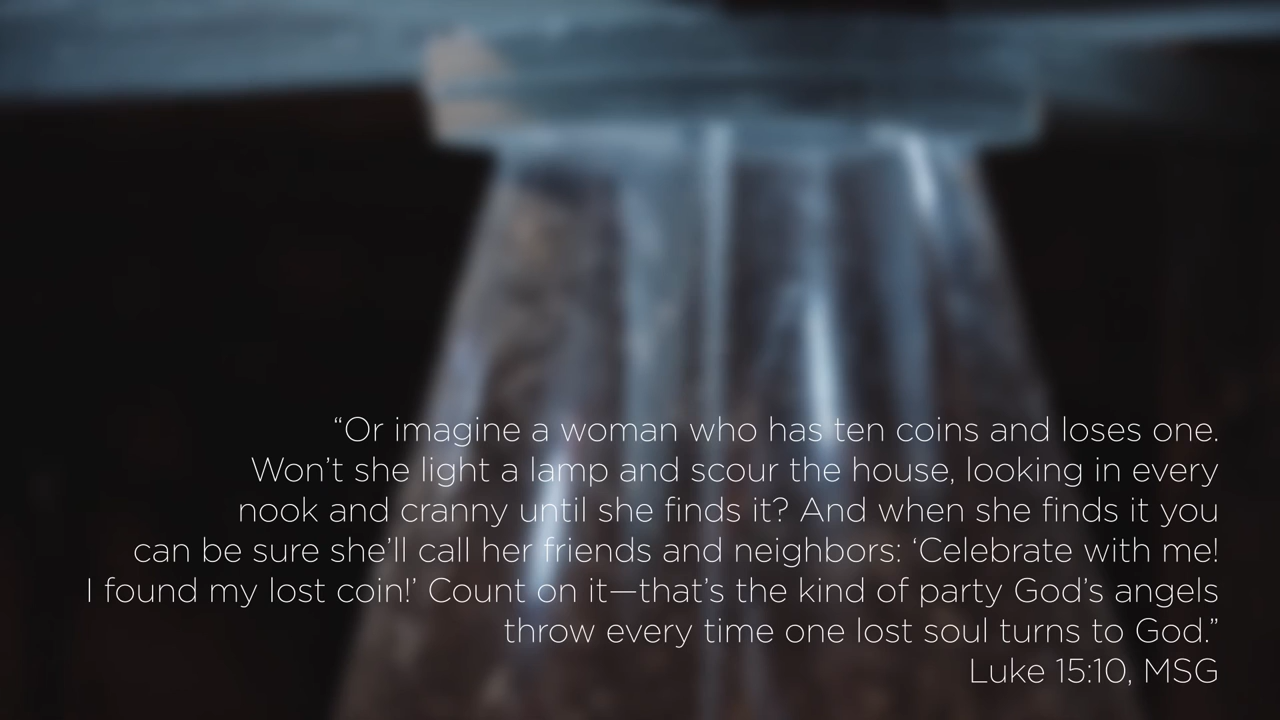 “Or imagine a woman who has ten coins and loses one.
Won’t she light a lamp and scour the house, looking in every
nook and cranny until she finds it? And when she finds it you
can be sure she’ll call her friends and neighbors: ‘Celebrate with me!
I found my lost coin!’ Count on it—that’s the kind of party God’s angels
throw every time one lost soul turns to God.”
Luke 15:10, MSG